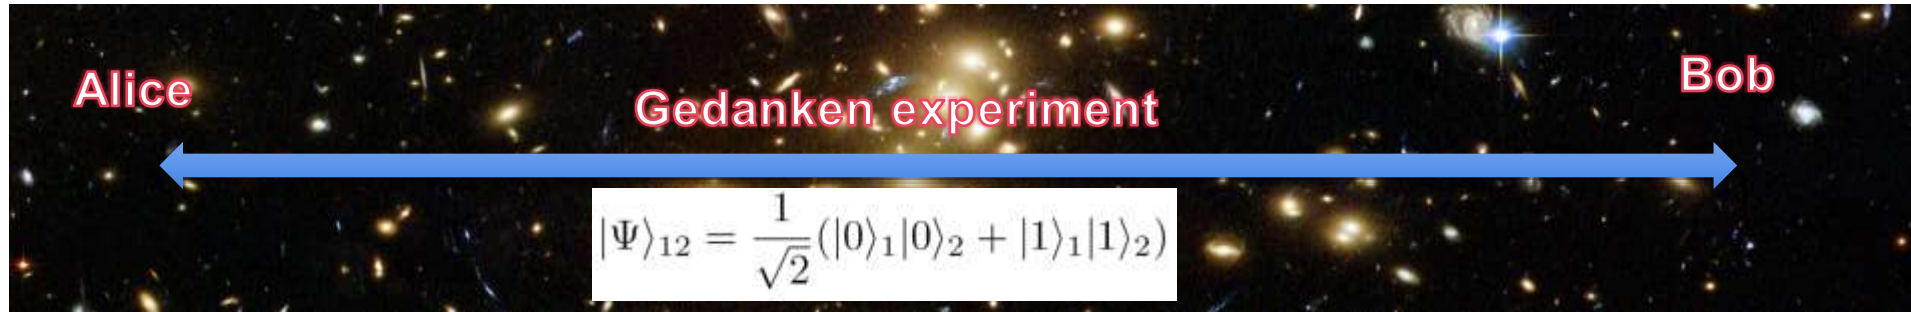 Alice
Bob
Gedanken experiment
|Ψ⟩₁₂ = 1/√2 (|0⟩₁|0⟩₂ + |1⟩₁|1⟩₂)